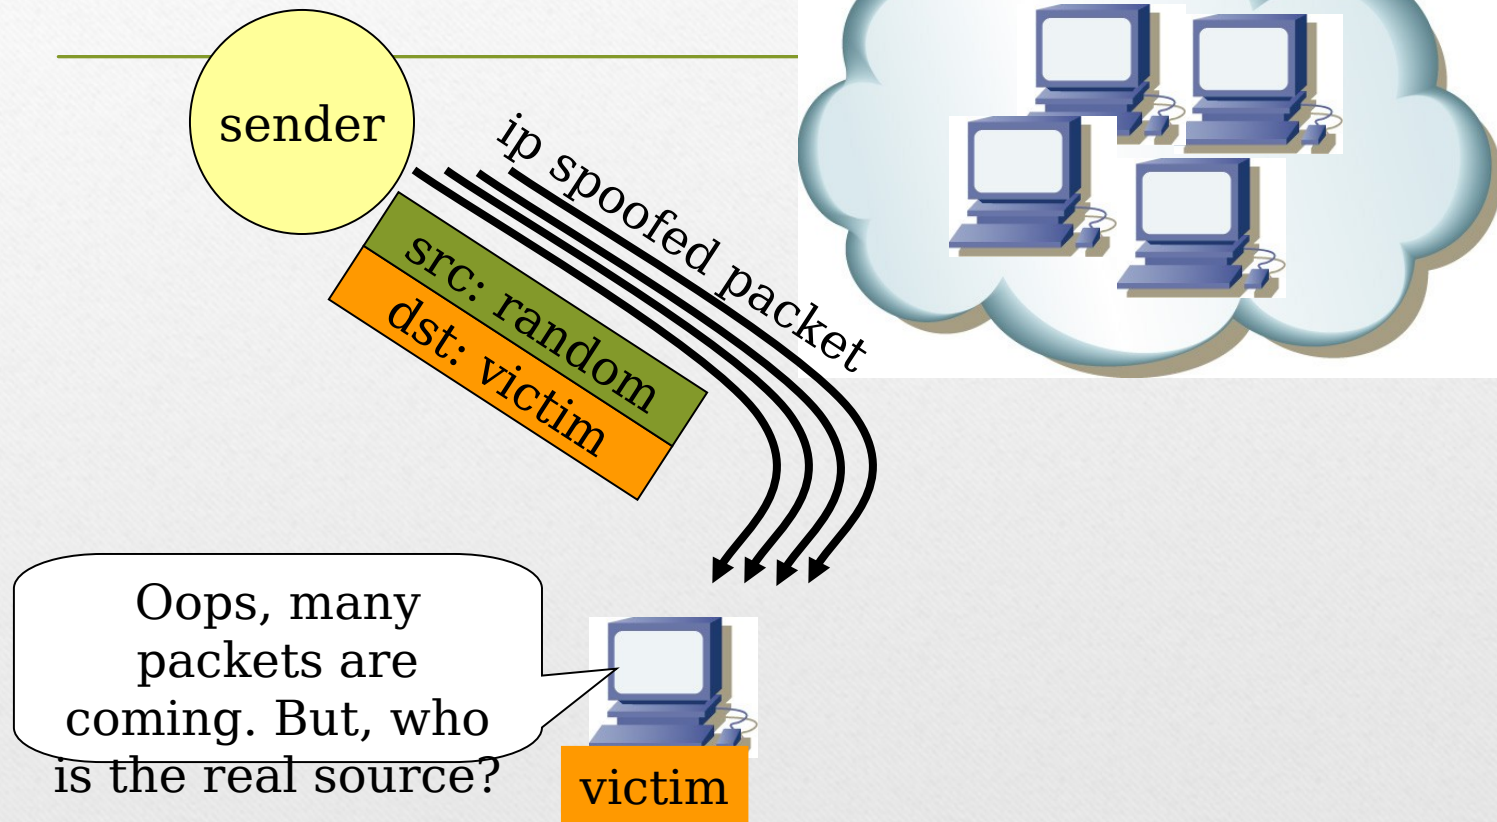 sender
ip spoofed packet
src: random
dst: victim
Oops, many
packets are
coming. But, who
is the real source?
victim